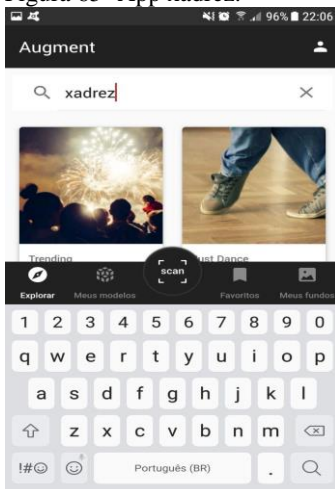 Figura 63 - App xadrez.
96% 22:06
Augment
xadrez
Trending
Just Dance
scan
Explorar
Meus modelos
Favoritos
Meus fundos
1 2 3 4 5 6 7 8 9 0
q w e r t y u i o p
a s d f g h j k l
z x c v b n m
!#☺ Português (BR) .